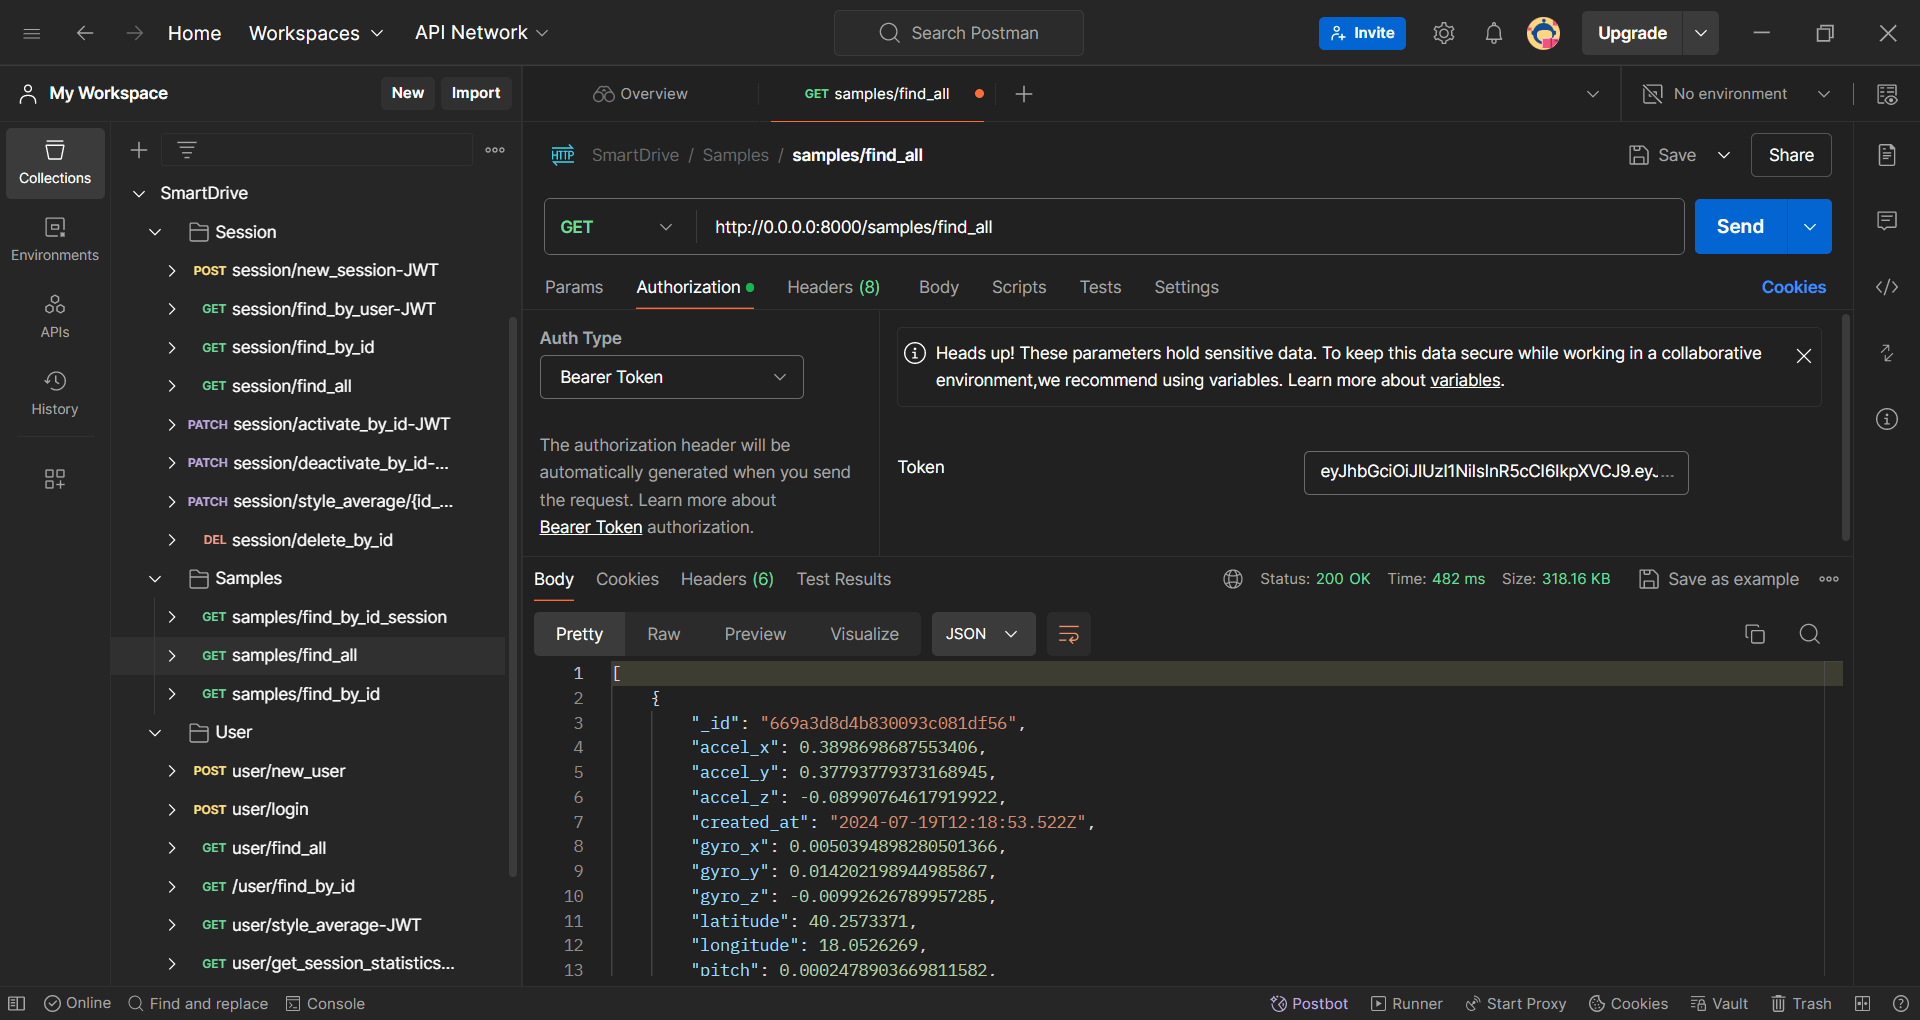 Home Workspaces API Network Search Postman Invite Upgrade
My Workspace New Import Overview GET samples/find_all No environment
Collections
Environments
APIs
History
SmartDrive
Session
POST session/new_session-JWT
GET session/find_by_user-JWT
GET session/find_by_id
GET session/find_all
PATCH session/activate_by_id-JWT
PATCH session/deactivate_by_id-...
PATCH session/style_average/{id_...
DEL session/delete_by_id
Samples
GET samples/find_by_id_session
GET samples/find_all
GET samples/find_by_id
User
POST user/new_user
POST user/login
GET user/find_all
GET /user/find_by_id
GET user/style_average-JWT
GET user/get_session_statistics...
HTTP SmartDrive / Samples / samples/find_all Save Share
GET http://0.0.0.0:8000/samples/find_all Send
Params Authorization Headers (8) Body Scripts Tests Settings Cookies
Auth Type
Bearer Token
The authorization header will be
automatically generated when you send
the request. Learn more about
Bearer Token authorization.
Heads up! These parameters hold sensitive data. To keep this data secure while working in a collaborative
environment,we recommend using variables. Learn more about variables.
Token
Body Cookies Headers (6) Test Results Status: 200 OK Time: 482 ms Size: 318.16 KB Save as example
Pretty Raw Preview Visualize JSON
1 [
2 {
3 "_id": "669a3d8d4b830093c081df56",
4 "accel_x": 0.3898698687553406,
5 "accel_y": 0.37793779373168945,
6 "accel_z": -0.08990764617919922,
7 "created_at": "2024-07-19T12:18:53.522Z",
8 "gyro_x": 0.0050394898280501366,
9 "gyro_y": 0.014202198944985867,
10 "gyro_z": -0.00992626789957285,
11 "latitude": 40.2573371,
12 "longitude": 18.0526269,
13 "pitch": 0.0002478903669811582,
Online Find and replace Console Postbot Runner Start Proxy Cookies Vault Trash